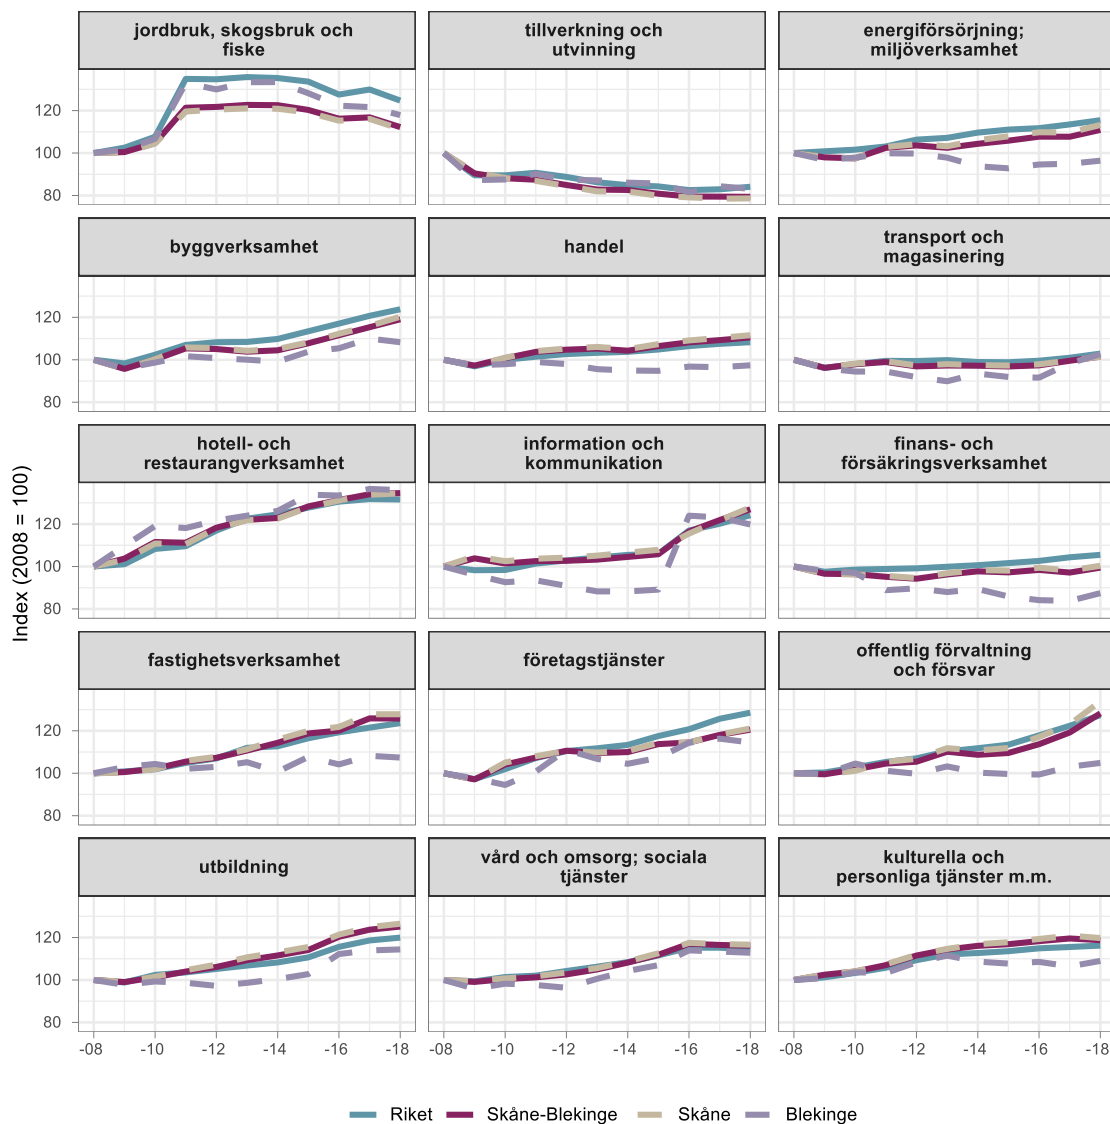 jordbruk, skogsbruk och
fiske
tillverkning och
utvinning
energiförsörjning;
miljöverksamhet
120
100
80
byggverksamhet
handel
transport och
magasinering
120
100
80
hotell- och
restaurangverksamhet
information och
kommunikation
finans- och
försäkringsverksamhet
120
100
80
Index (2008 = 100)
fastighetsverksamhet
företagstjänster
offentlig förvaltning
och försvar
120
100
80
utbildning
vård och omsorg; sociala
tjänster
kulturella och
personliga tjänster m.m.
120
100
80
-08 -10 -12 -14 -16 -18 -08 -10 -12 -14 -16 -18 -08 -10 -12 -14 -16 -18
Riket Skåne-Blekinge Skåne Blekinge